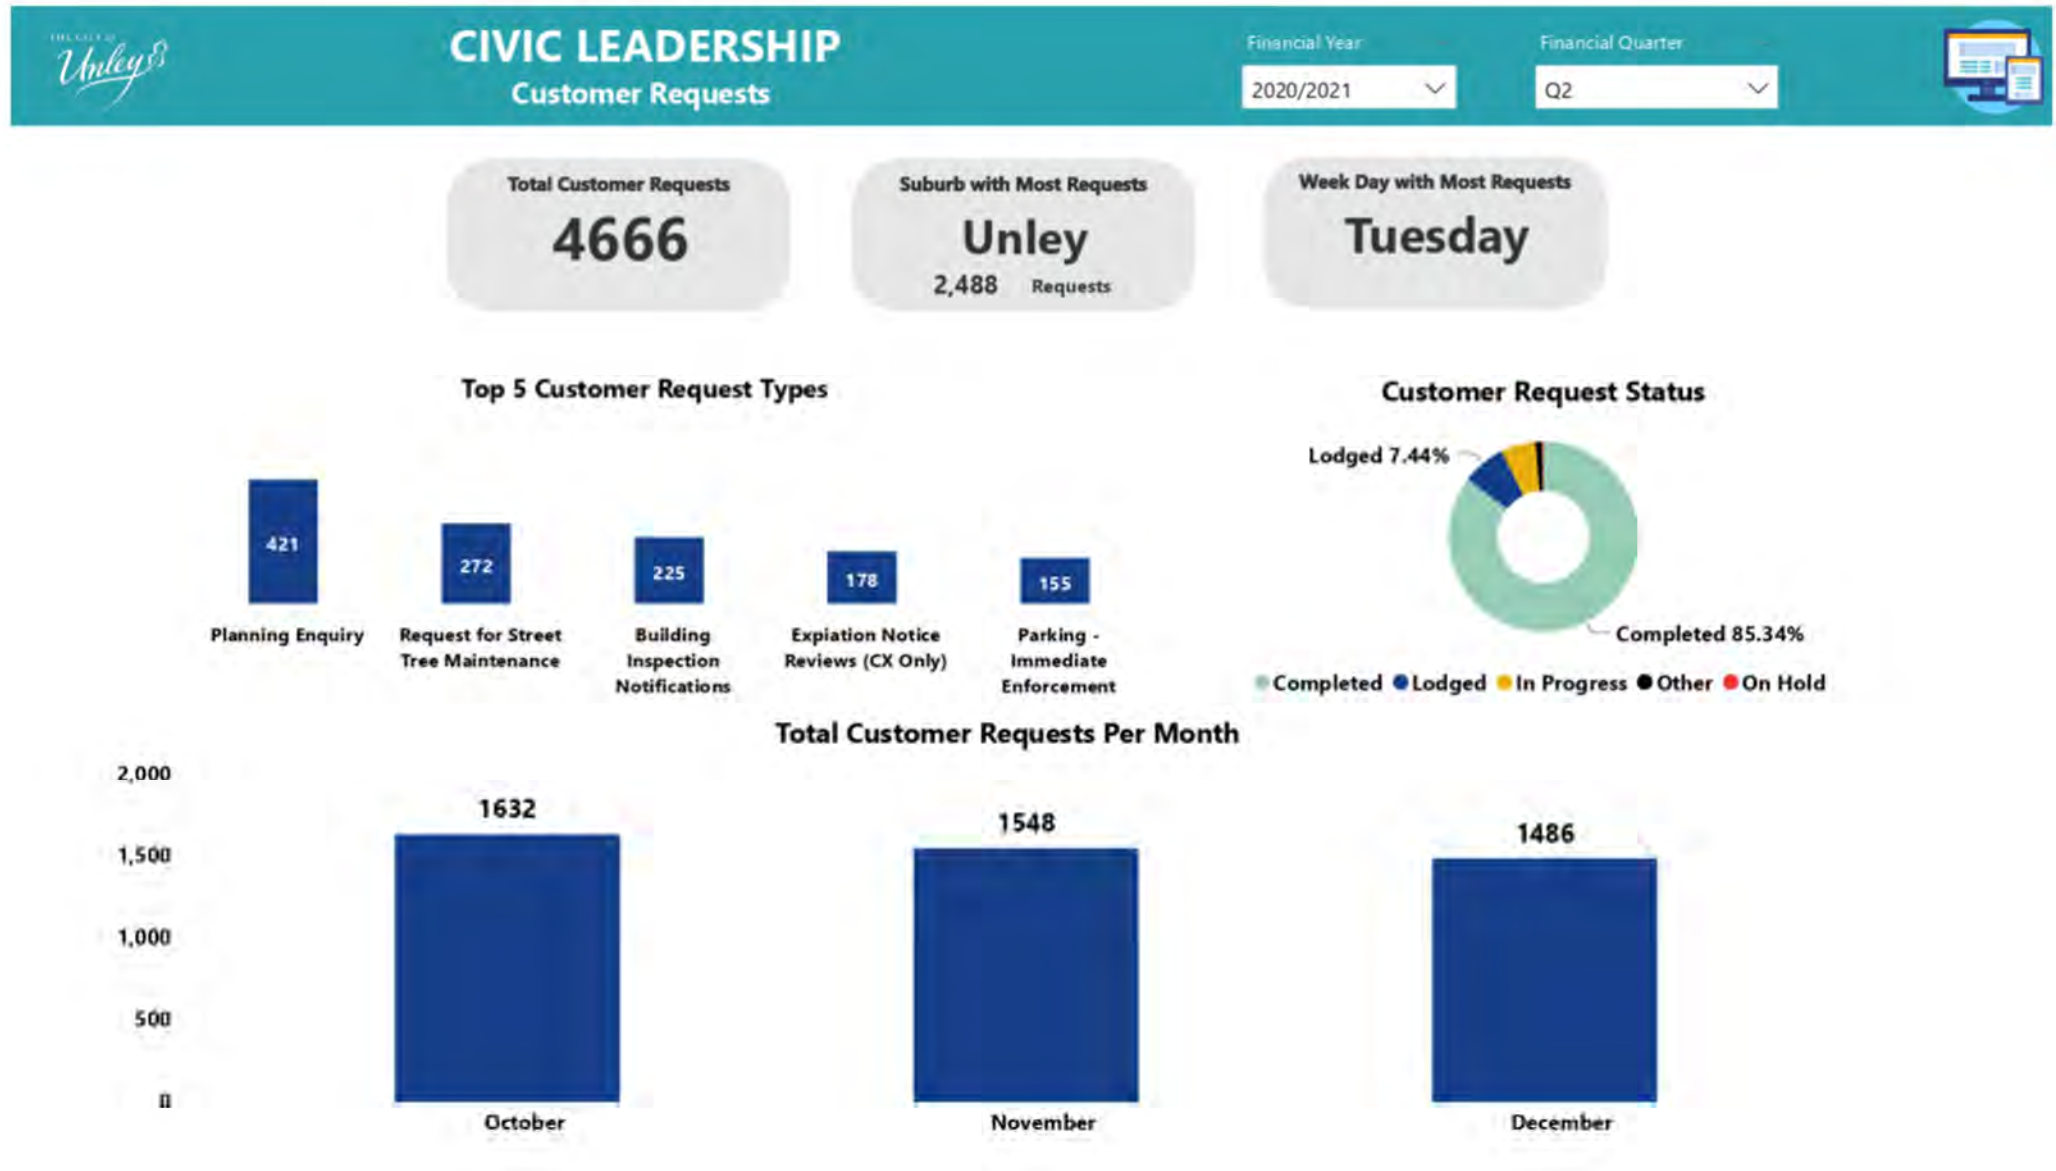 THE CITY of
Unley
CIVIC LEADERSHIP
Customer Requests
Financial Year
2020/2021
Financial Quarter
Q2
Total Customer Requests
4666
Suburb with Most Requests
Unley
2,488 Requests
Week Day with Most Requests
Tuesday
Top 5 Customer Request Types
421
272
225
178
155
Planning Enquiry
Request for Street
Tree Maintenance
Building
Inspection
Notifications
Expiation Notice
Reviews (CX Only)
Parking -
Immediate
Enforcement
Customer Request Status
Lodged 7.44%
Completed 85.34%
Completed Lodged In Progress Other On Hold
Total Customer Requests Per Month
2,000
1,500
1,000
500
0
1632
1548
1486
October
November
December